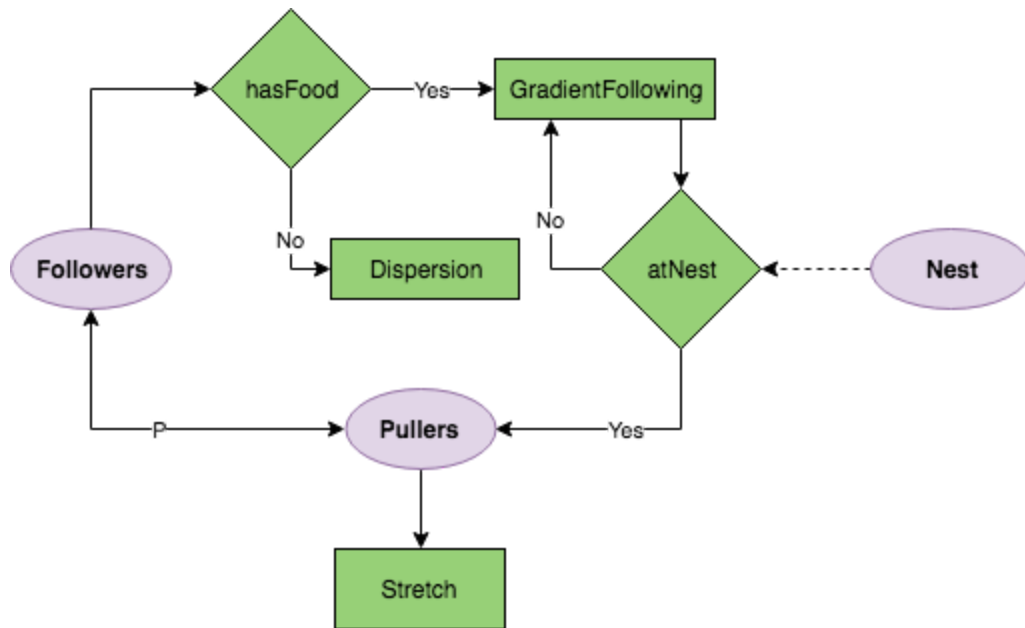 hasFood
Yes
GradientFollowing
No
No
Followers
Dispersion
atNest
Nest
P
Pullers
Yes
Stretch